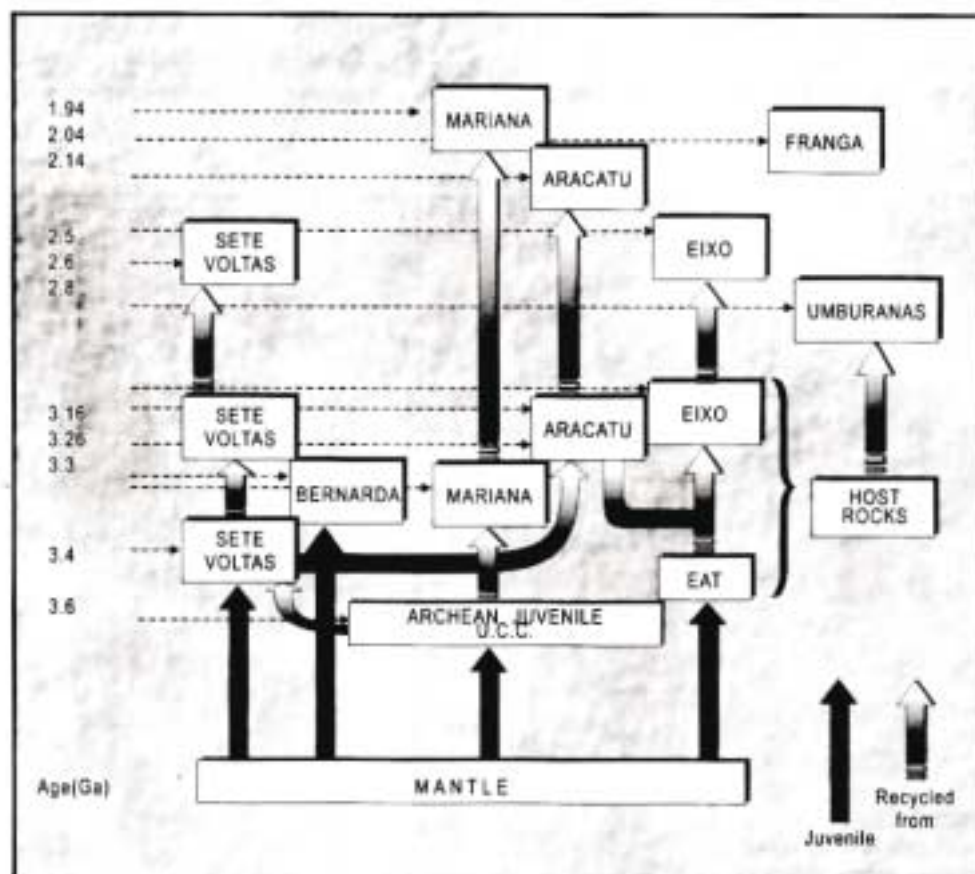 1.94
MARIANA
2.04
FRANGA
2.14
ARACATU
2.5
SETE
VOLTAS
EIXO
2.6
2.8
UMBURANAS
3.16
SETE
VOLTAS
ARACATU
EIXO
3.26
3.3
BERNARDA
MARIANA
HOST
ROCKS
3.4
SETE
VOLTAS
EAT
3.6
ARCHEAN JUVENILE
U.C.C.
Age(Ga)
MANTLE
Juvenile
Recycled
from